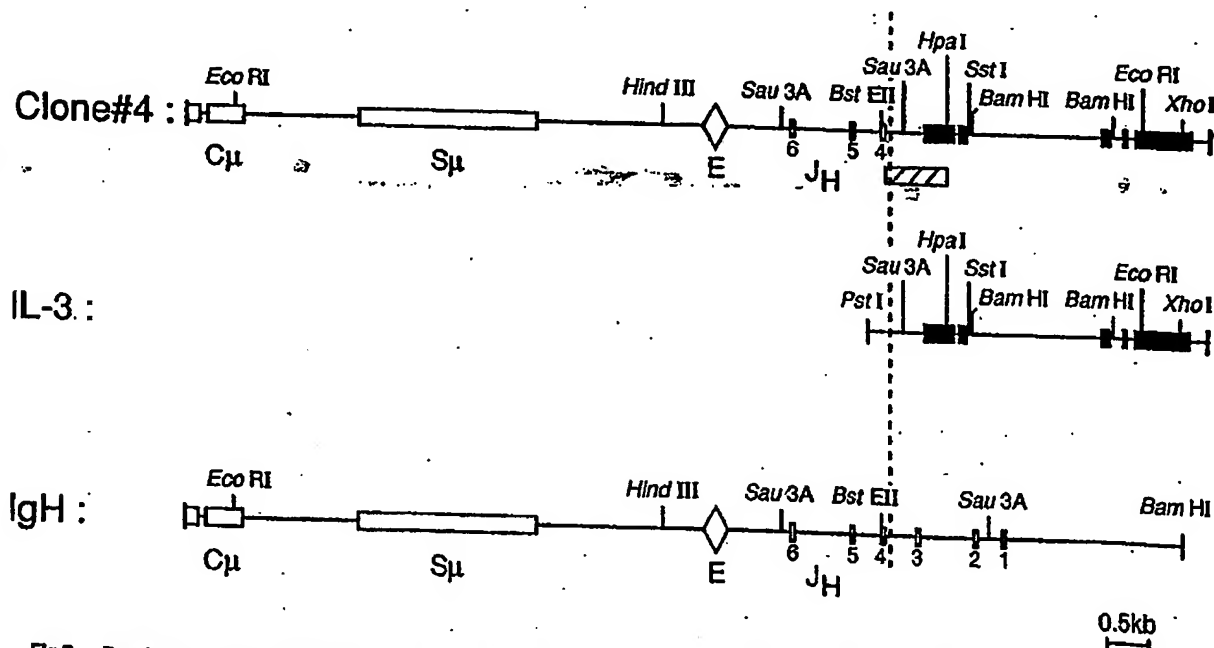 Hpa I
Eco RI Hind III Sau 3A Bst EII Sau 3A Sst I Eco RI
Clone#4 : Bam HI Bam HI Xho I
6 5 4
Cμ Sμ E JH
Hpa I
Sau 3A Sst I Eco RI
IL-3 : Pst I Bam HI Bam HI Xho I
Eco RI Hind III Sau 3A Bst EII Sau 3A Bam HI
IgH :
6 5 4 3 2 1
Cμ Sμ E JH
0.5kb